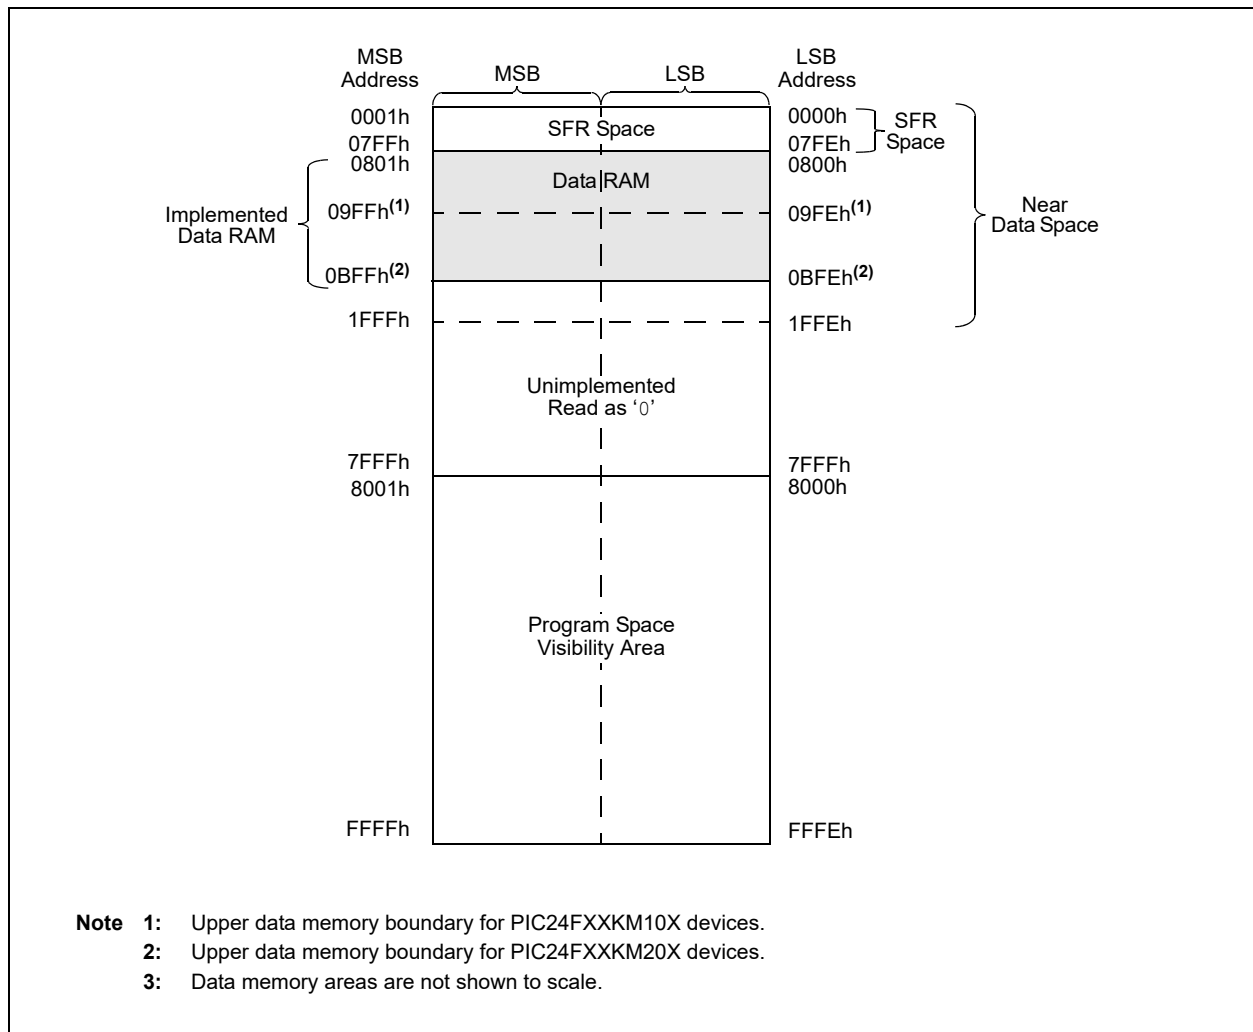 MSB
Address
MSB
LSB
LSB
Address
0001h
SFR Space
0000h
SFR
Space
07FFh
07FEh
0801h
0800h
Data RAM
Implemented
Data RAM
09FFh(1)
09FEh(1)
Near
Data Space
0BFFh(2)
0BFEh(2)
1FFFh
1FFEh
Unimplemented
Read as ‘0’
7FFFh
7FFFh
8001h
8000h
Program Space
Visibility Area
FFFFh
FFFEh
Note 1: Upper data memory boundary for PIC24FXXKM10X devices.
2: Upper data memory boundary for PIC24FXXKM20X devices.
3: Data memory areas are not shown to scale.